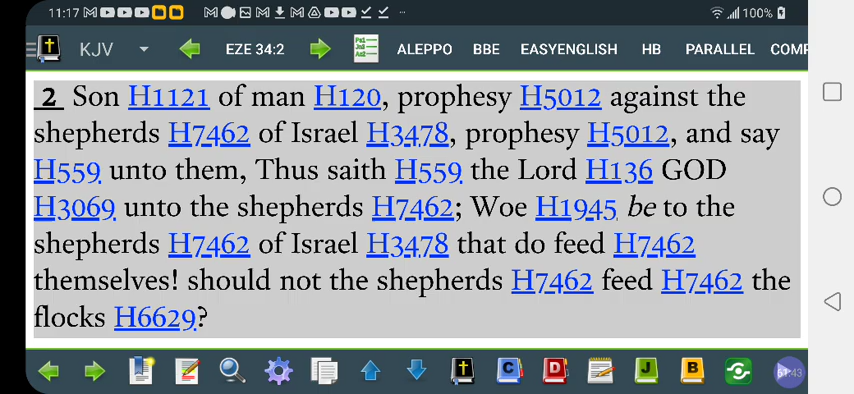 11:17 100%
KJV EZE 34:2 ALEPPO BBE EASYENGLISH HB PARALLEL COMP
2 Son H1121 of man H120, prophesy H5012 against the
shepherds H7462 of Israel H3478, prophesy H5012, and say
H559 unto them, Thus saith H559 the Lord H136 GOD
H3069 unto the shepherds H7462; Woe H1945 be to the
shepherds H7462 of Israel H3478 that do feed H7462
themselves! should not the shepherds H7462 feed H7462 the
flocks H6629?
C D J B 51:43